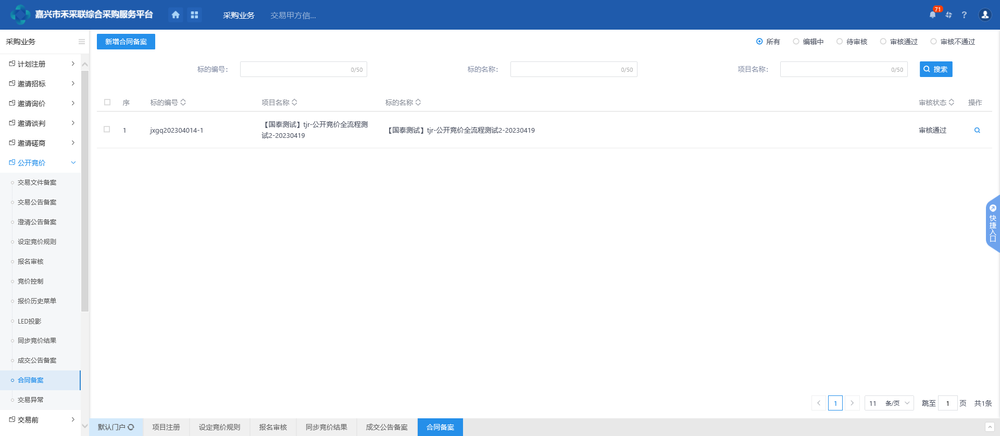 嘉兴市禾采联综合采购服务平台
采购业务
交易甲方信...
71
?
采购业务
新增合同备案
所有
编辑中
待审核
审核通过
审核不通过
计划注册
邀请招标
邀请询价
邀请谈判
邀请磋商
公开竞价
交易文件备案
交易公告备案
澄清公告备案
设定竞价规则
报名审核
竞价控制
报价历史菜单
LED投影
同步竞价结果
成交公告备案
合同备案
交易异常
交易前
标的编号：
0/50
标的名称：
0/50
项目名称：
0/50
搜索
序
标的编号
项目名称
标的名称
审核状态
操作
1
jxgq202304014-1
【国泰测试】tjr-公开竞价全流程测
试2-20230419
【国泰测试】tjr-公开竞价全流程测试2-20230419
审核通过
快捷入口
1
11 条/页
跳至 1 页
共1条
默认门户
项目注册
设定竞价规则
报名审核
同步竞价结果
成交公告备案
合同备案